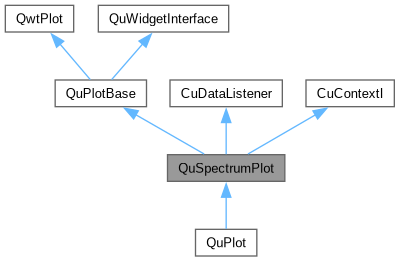 QwtPlot
QuWidgetInterface
QuPlotBase
CuDataListener
CuContextI
QuSpectrumPlot
QuPlot